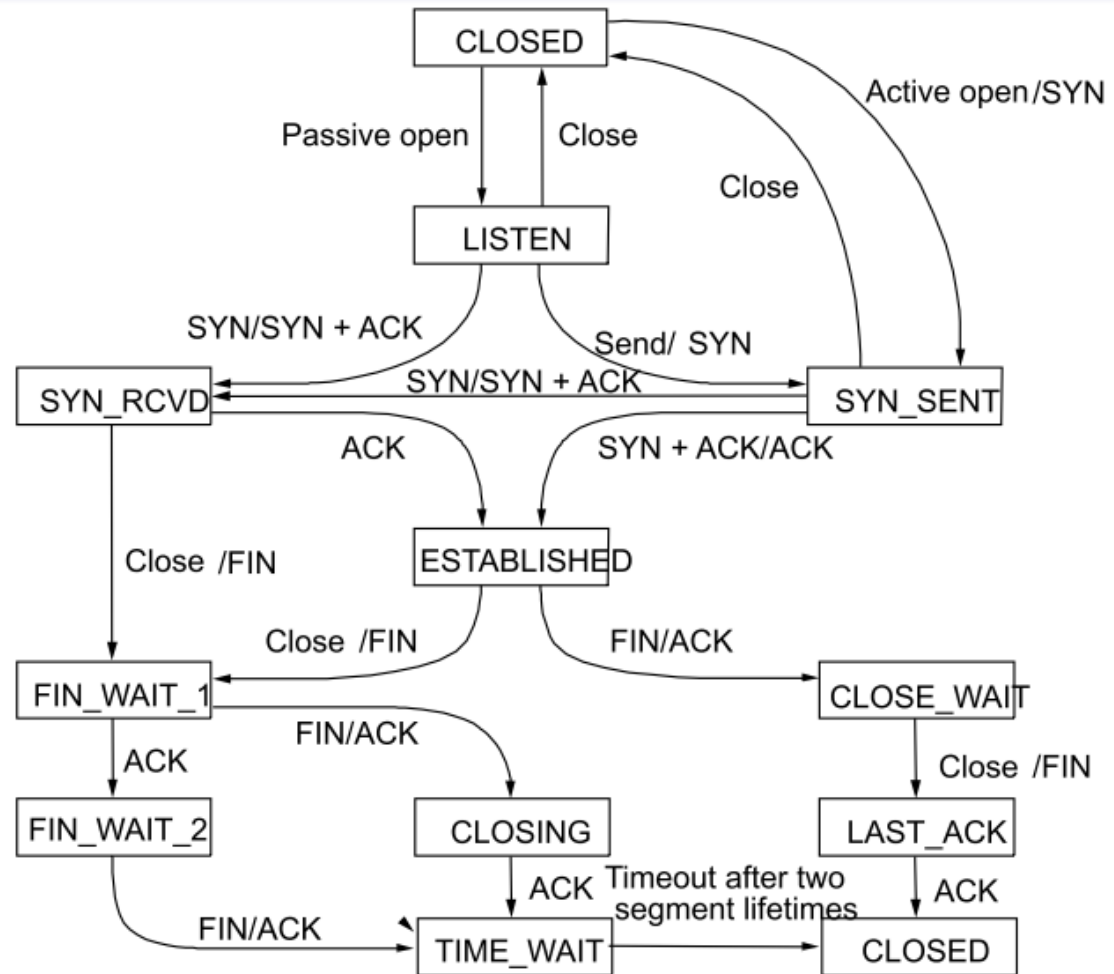 CLOSED
Active open/SYN
Passive open
Close
Close
LISTEN
SYN/SYN + ACK
Send/ SYN
SYN/SYN + ACK
SYN_RCVD
SYN_SENT
ACK
SYN + ACK/ACK
Close /FIN
ESTABLISHED
Close /FIN
FIN/ACK
FIN_WAIT_1
CLOSE_WAIT
FIN/ACK
ACK
Close /FIN
FIN_WAIT_2
CLOSING
LAST_ACK
ACK
Timeout after two
segment lifetimes
ACK
FIN/ACK
TIME_WAIT
CLOSED